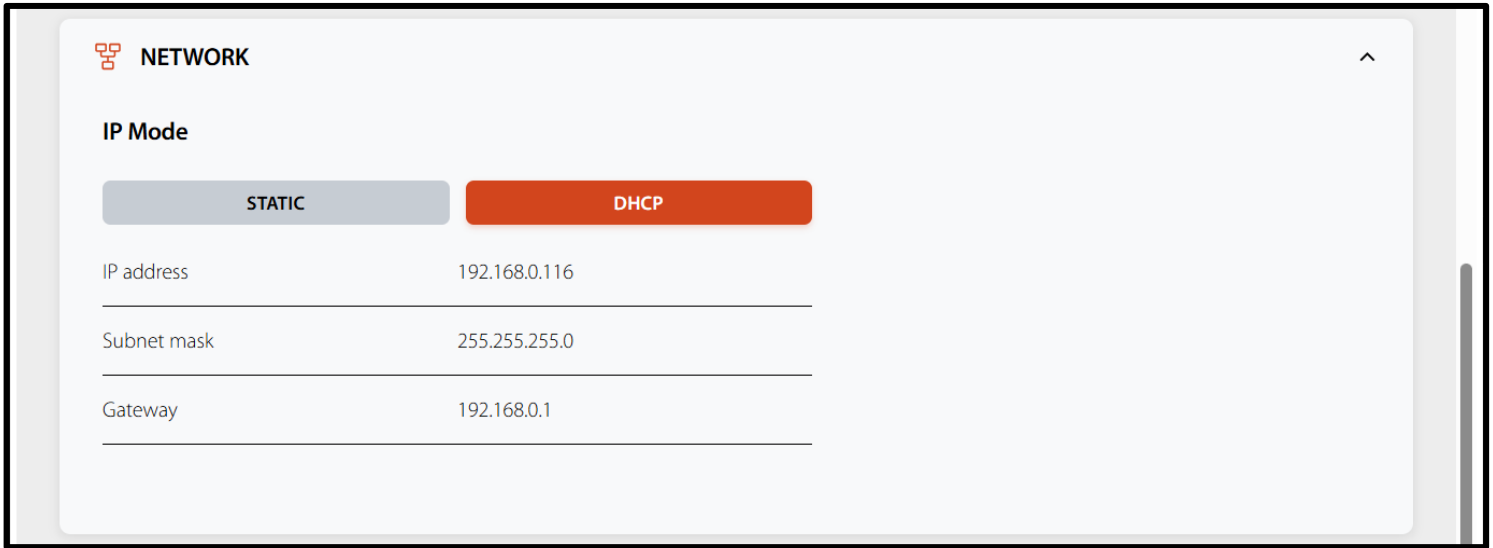 NETWORK
IP Mode
STATIC DHCP
IP address 192.168.0.116
Subnet mask 255.255.255.0
Gateway 192.168.0.1